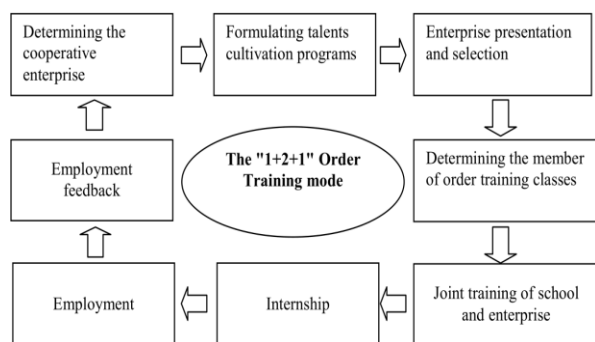 Determining the
cooperative
enterprise
Formulating talents
cultivation programs
Enterprise presentation
and selection
Employment
feedback
The "1+2+1" Order
Training mode
Determining the member
of order training classes
Employment
Internship
Joint training of school
and enterprise